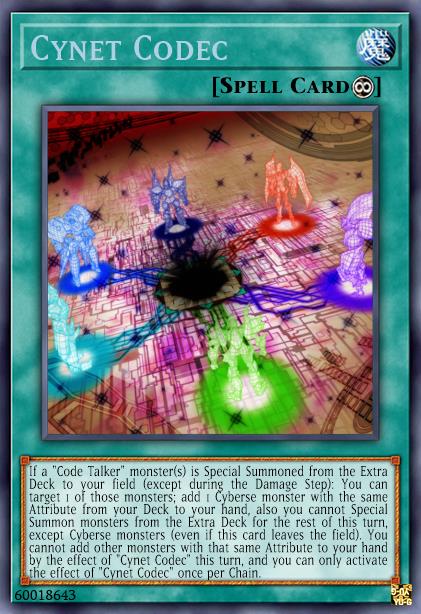 Cynet Codec
[Spell Card]
If a "Code Talker" monster(s) is Special Summoned from the Extra
Deck to your field (except during the Damage Step): You can
target 1 of those monsters; add 1 Cyberse monster with the same
Attribute from your Deck to your hand, also you cannot Special
Summon monsters from the Extra Deck for the rest of this turn,
except Cyberse monsters (even if this card leaves the field). You
cannot add other monsters with that same Attribute to your hand
by the effect of "Cynet Codec" this turn, and you can only activate
the effect of "Cynet Codec" once per Chain.
60018643